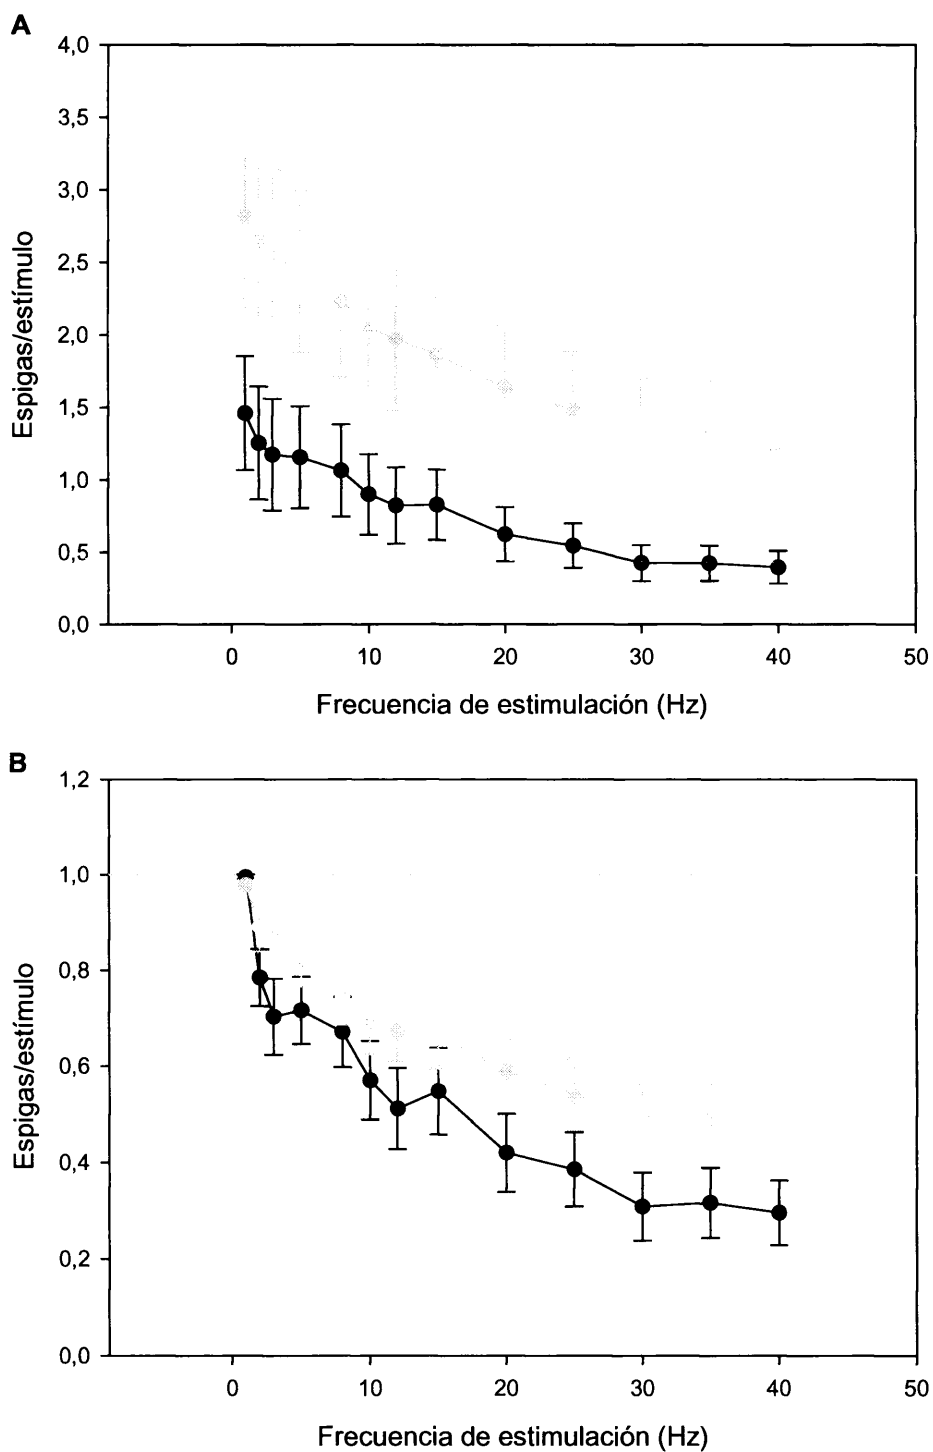 A
4,0
3,5
3,0
2,5
2,0
1,5
1,0
0,5
0,0
Espigas/estímulo
0 10 20 30 40 50
Frecuencia de estimulación (Hz)
B
1,2
1,0
0,8
0,6
0,4
0,2
0,0
Espigas/estímulo
0 10 20 30 40 50
Frecuencia de estimulación (Hz)